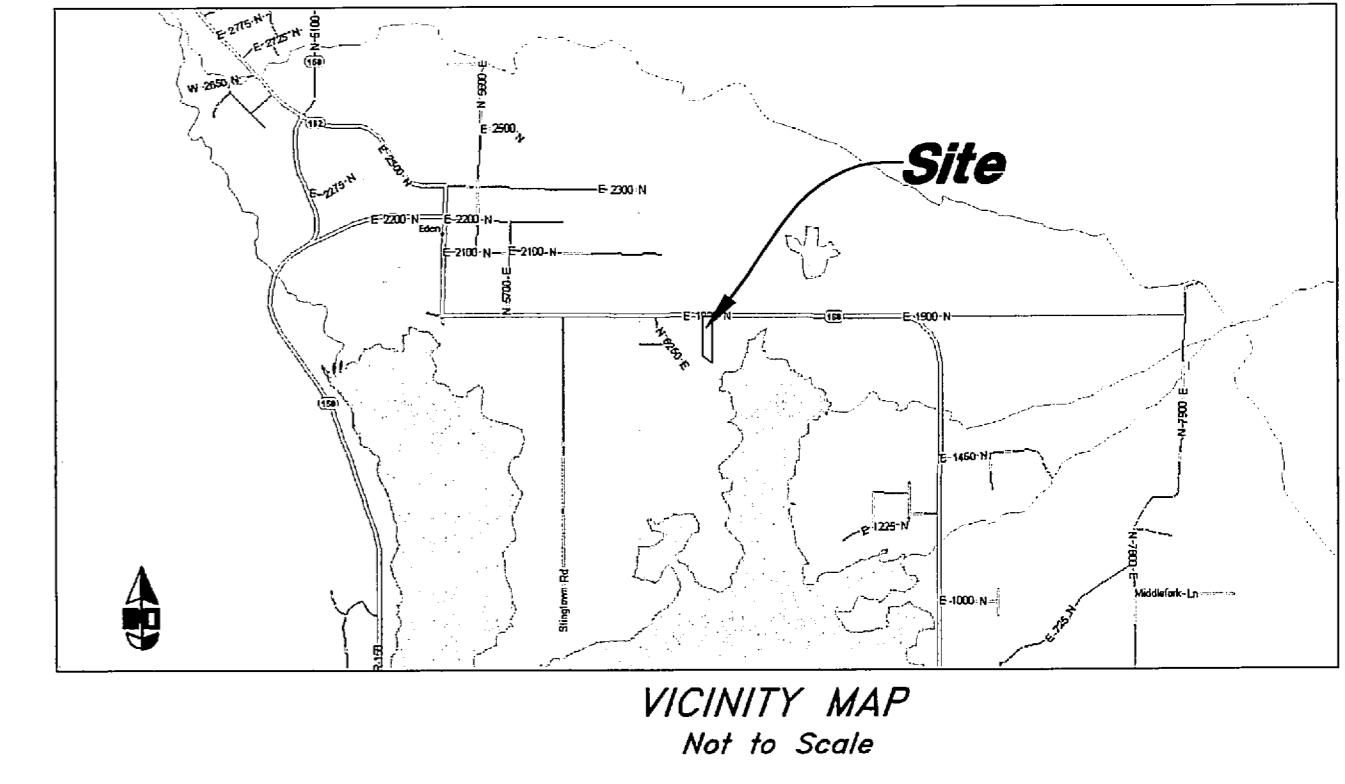 E 2775 N
E 2725 N
N 5100
158
W 2650 N
162
N 5600 E
E 2500 N
E 2500 N
Site
E 2275 N
E 2300 N
E 2200 N
E 2200 N
Eden
E 2100 N
E 2100 N
N 5700 E
N 6250 E
158
E 1900 N
158
N 7900 E
E 1450 N
E 1225 N
Stingtown Rd
E 1000 N
N 7800 E
Middlefork Ln
E 725 N
VICINITY MAP
Not to Scale